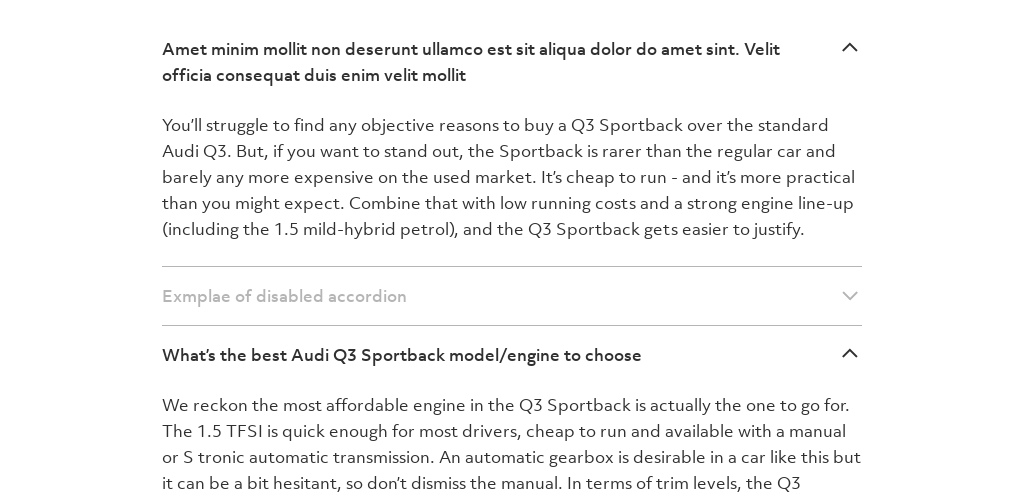 Amet minim mollit non deserunt ullamco est sit aliqua dolor do amet sint. Velit
officia consequat duis enim velit mollit
You’ll struggle to find any objective reasons to buy a Q3 Sportback over the standard
Audi Q3. But, if you want to stand out, the Sportback is rarer than the regular car and
barely any more expensive on the used market. It’s cheap to run - and it’s more practical
than you might expect. Combine that with low running costs and a strong engine line-up
(including the 1.5 mild-hybrid petrol), and the Q3 Sportback gets easier to justify.
Exmplae of disabled accordion
What’s the best Audi Q3 Sportback model/engine to choose
We reckon the most affordable engine in the Q3 Sportback is actually the one to go for.
The 1.5 TFSI is quick enough for most drivers, cheap to run and available with a manual
or S tronic automatic transmission. An automatic gearbox is desirable in a car like this but
it can be a bit hesitant, so don’t dismiss the manual. In terms of trim levels, the Q3